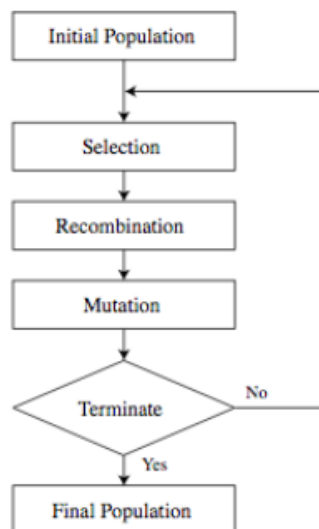 Initial Population
Selection
Recombination
Mutation
Terminate
No
Yes
Final Population